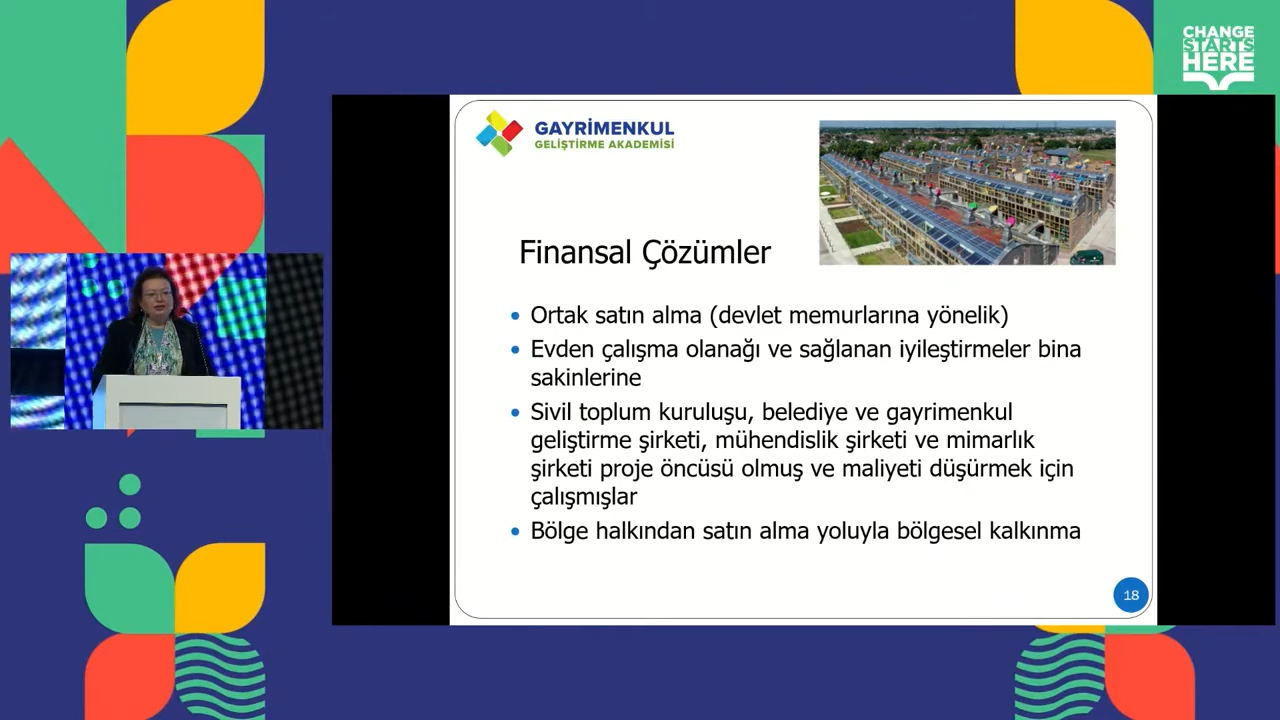 CHANGE
STARTS
HERE
GAYRİMENKUL
GELİŞTİRME AKADEMİSİ
Finansal Çözümler
• Ortak satın alma (devlet memurlarına yönelik)
• Evden çalışma olanağı ve sağlanan iyileştirmeler bina
sakinlerine
• Sivil toplum kuruluşu, belediye ve gayrimenkul
geliştirme şirketi, mühendislik şirketi ve mimarlık
şirketi proje öncüsü olmuş ve maliyeti düşürmek için
çalışmışlar
• Bölge halkından satın alma yoluyla bölgesel kalkınma
18